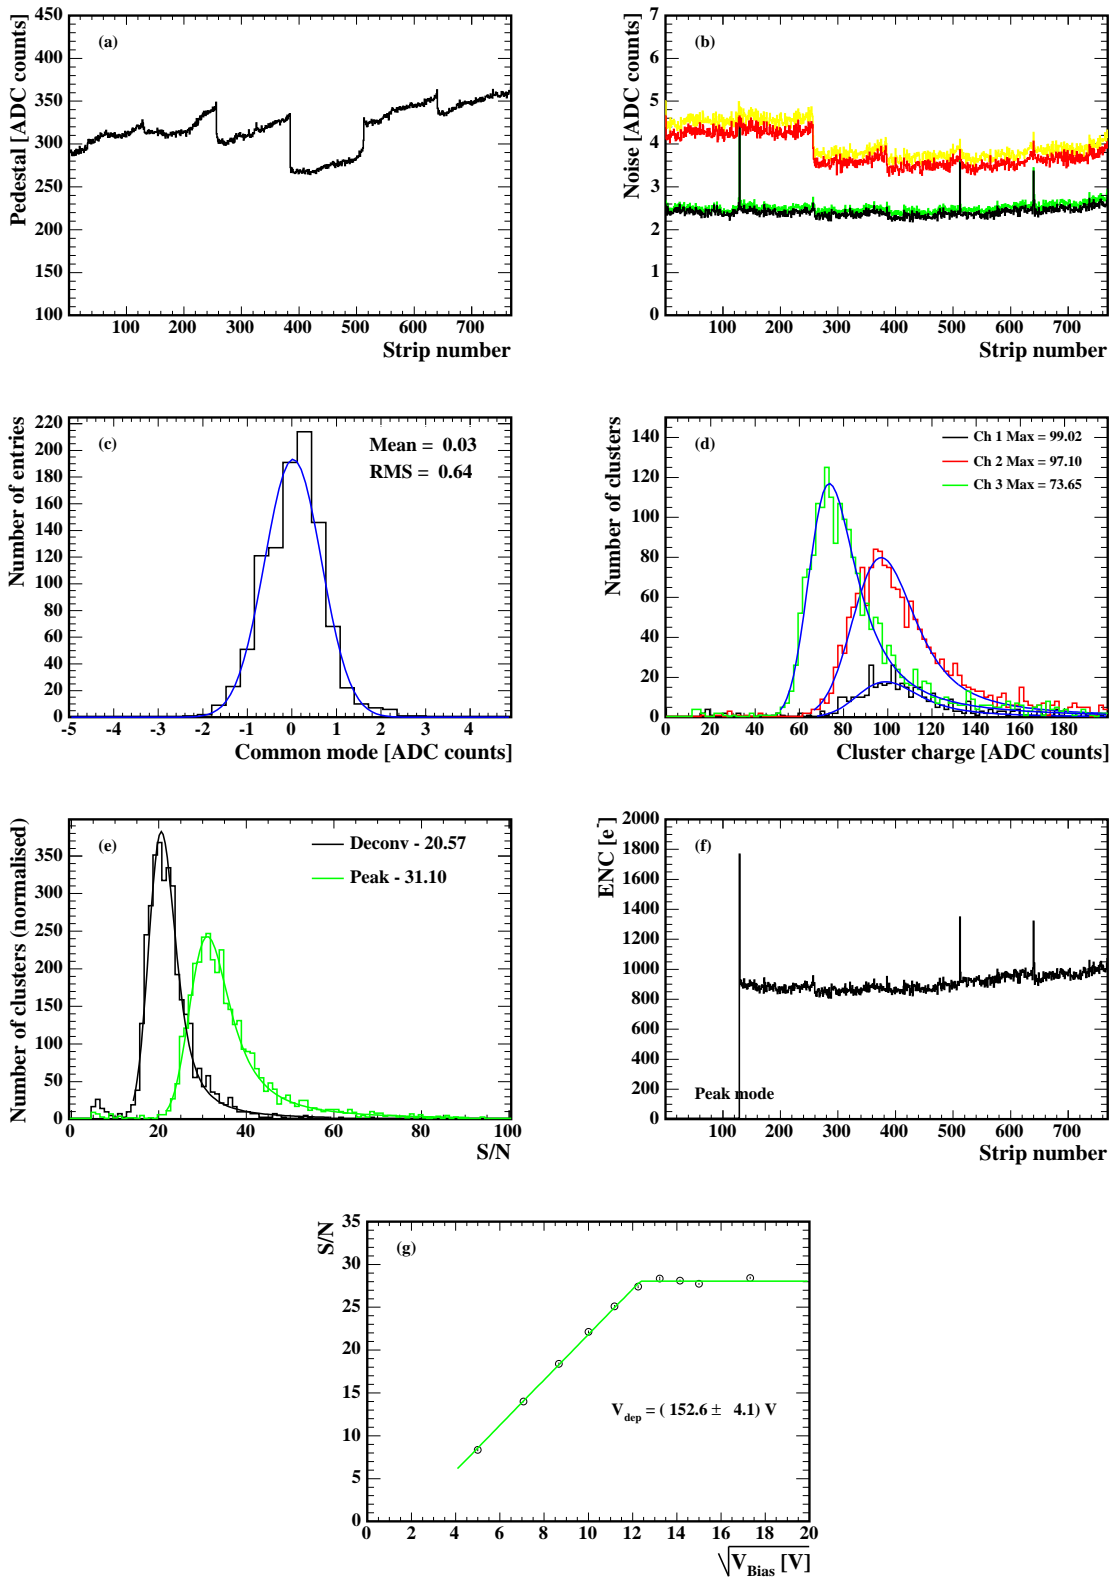 (a)
Pedestal [ADC counts]
450
400
350
300
250
200
150
100
100 200 300 400 500 600 700
Strip number
(b)
Noise [ADC counts]
7
6
5
4
3
2
1
0
100 200 300 400 500 600 700
Strip number
(c)
Number of entries
220
200
180
160
140
120
100
80
60
40
20
0
Mean = 0.03
RMS = 0.64
-5 -4 -3 -2 -1 0 1 2 3 4
Common mode [ADC counts]
(d)
Number of clusters
140
120
100
80
60
40
20
0
Ch 1 Max = 99.02
Ch 2 Max = 97.10
Ch 3 Max = 73.65
0 20 40 60 80 100 120 140 160 180
Cluster charge [ADC counts]
(e)
Number of clusters (normalised)
350
300
250
200
150
100
50
0
Deconv - 20.57
Peak - 31.10
0 20 40 60 80 100
S/N
(f)
ENC [e-]
2000
1800
1600
1400
1200
1000
800
600
400
200
0
Peak mode
100 200 300 400 500 600 700
Strip number
(g)
S/N
35
30
25
20
15
10
5
0
Vdep = ( 152.6 ± 4.1) V
0 2 4 6 8 10 12 14 16 18 20
√VBias [V]